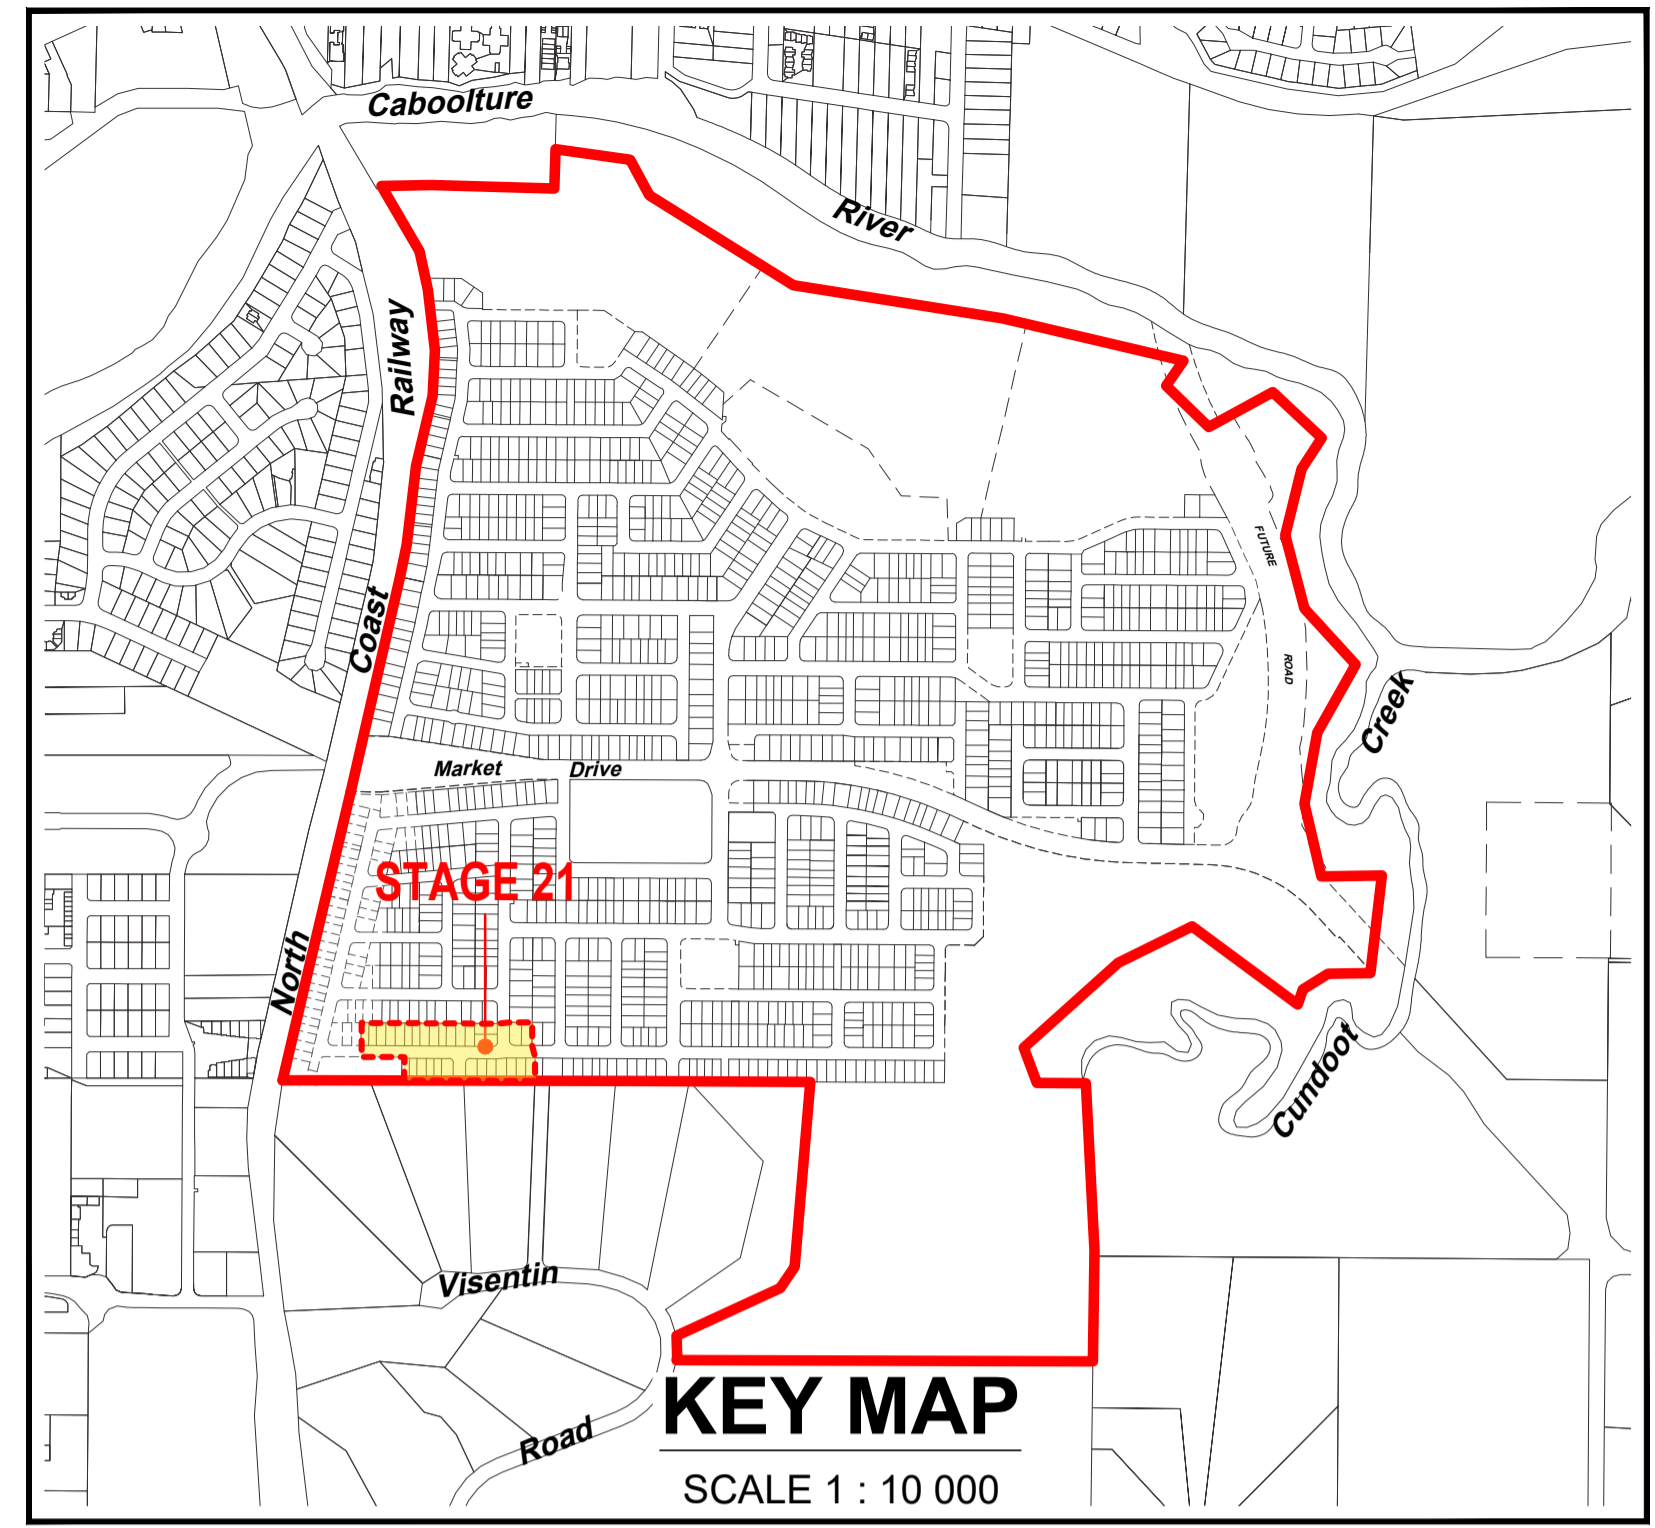 Caboolture
River
Railway
FUTURE
Coast
ROAD
Creek
Market Drive
STAGE 21
North
Cundoot
Visentin
Road
KEY MAP
SCALE 1 : 10 000